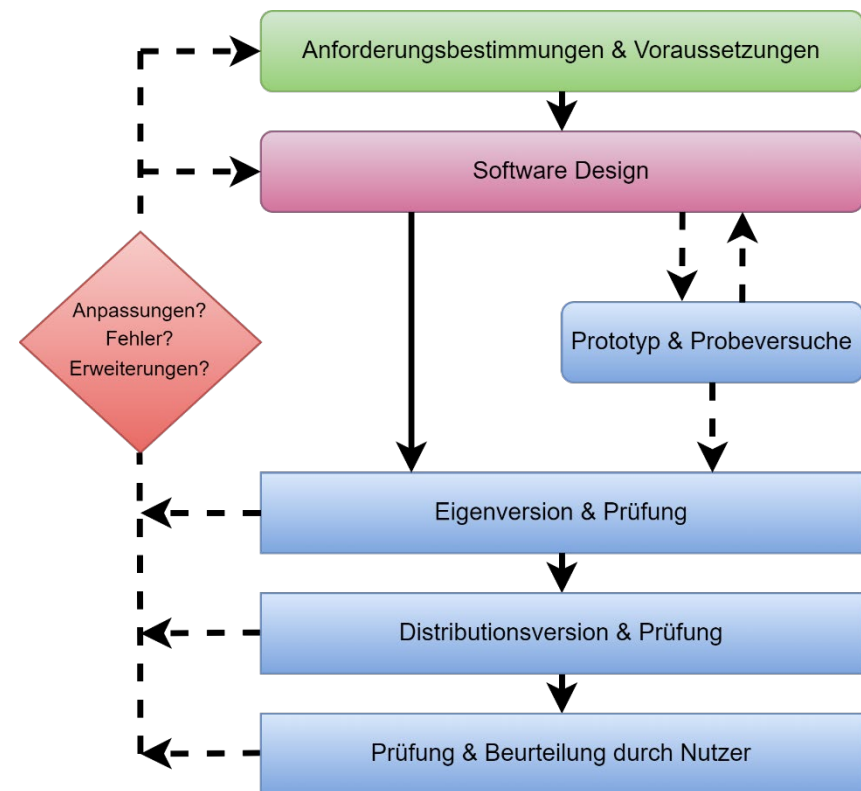 Anforderungsbestimmungen & Voraussetzungen
Software Design
Anpassungen?
Fehler?
Erweiterungen?
Prototyp & Probeversuche
Eigenversion & Prüfung
Distributionsversion & Prüfung
Prüfung & Beurteilung durch Nutzer